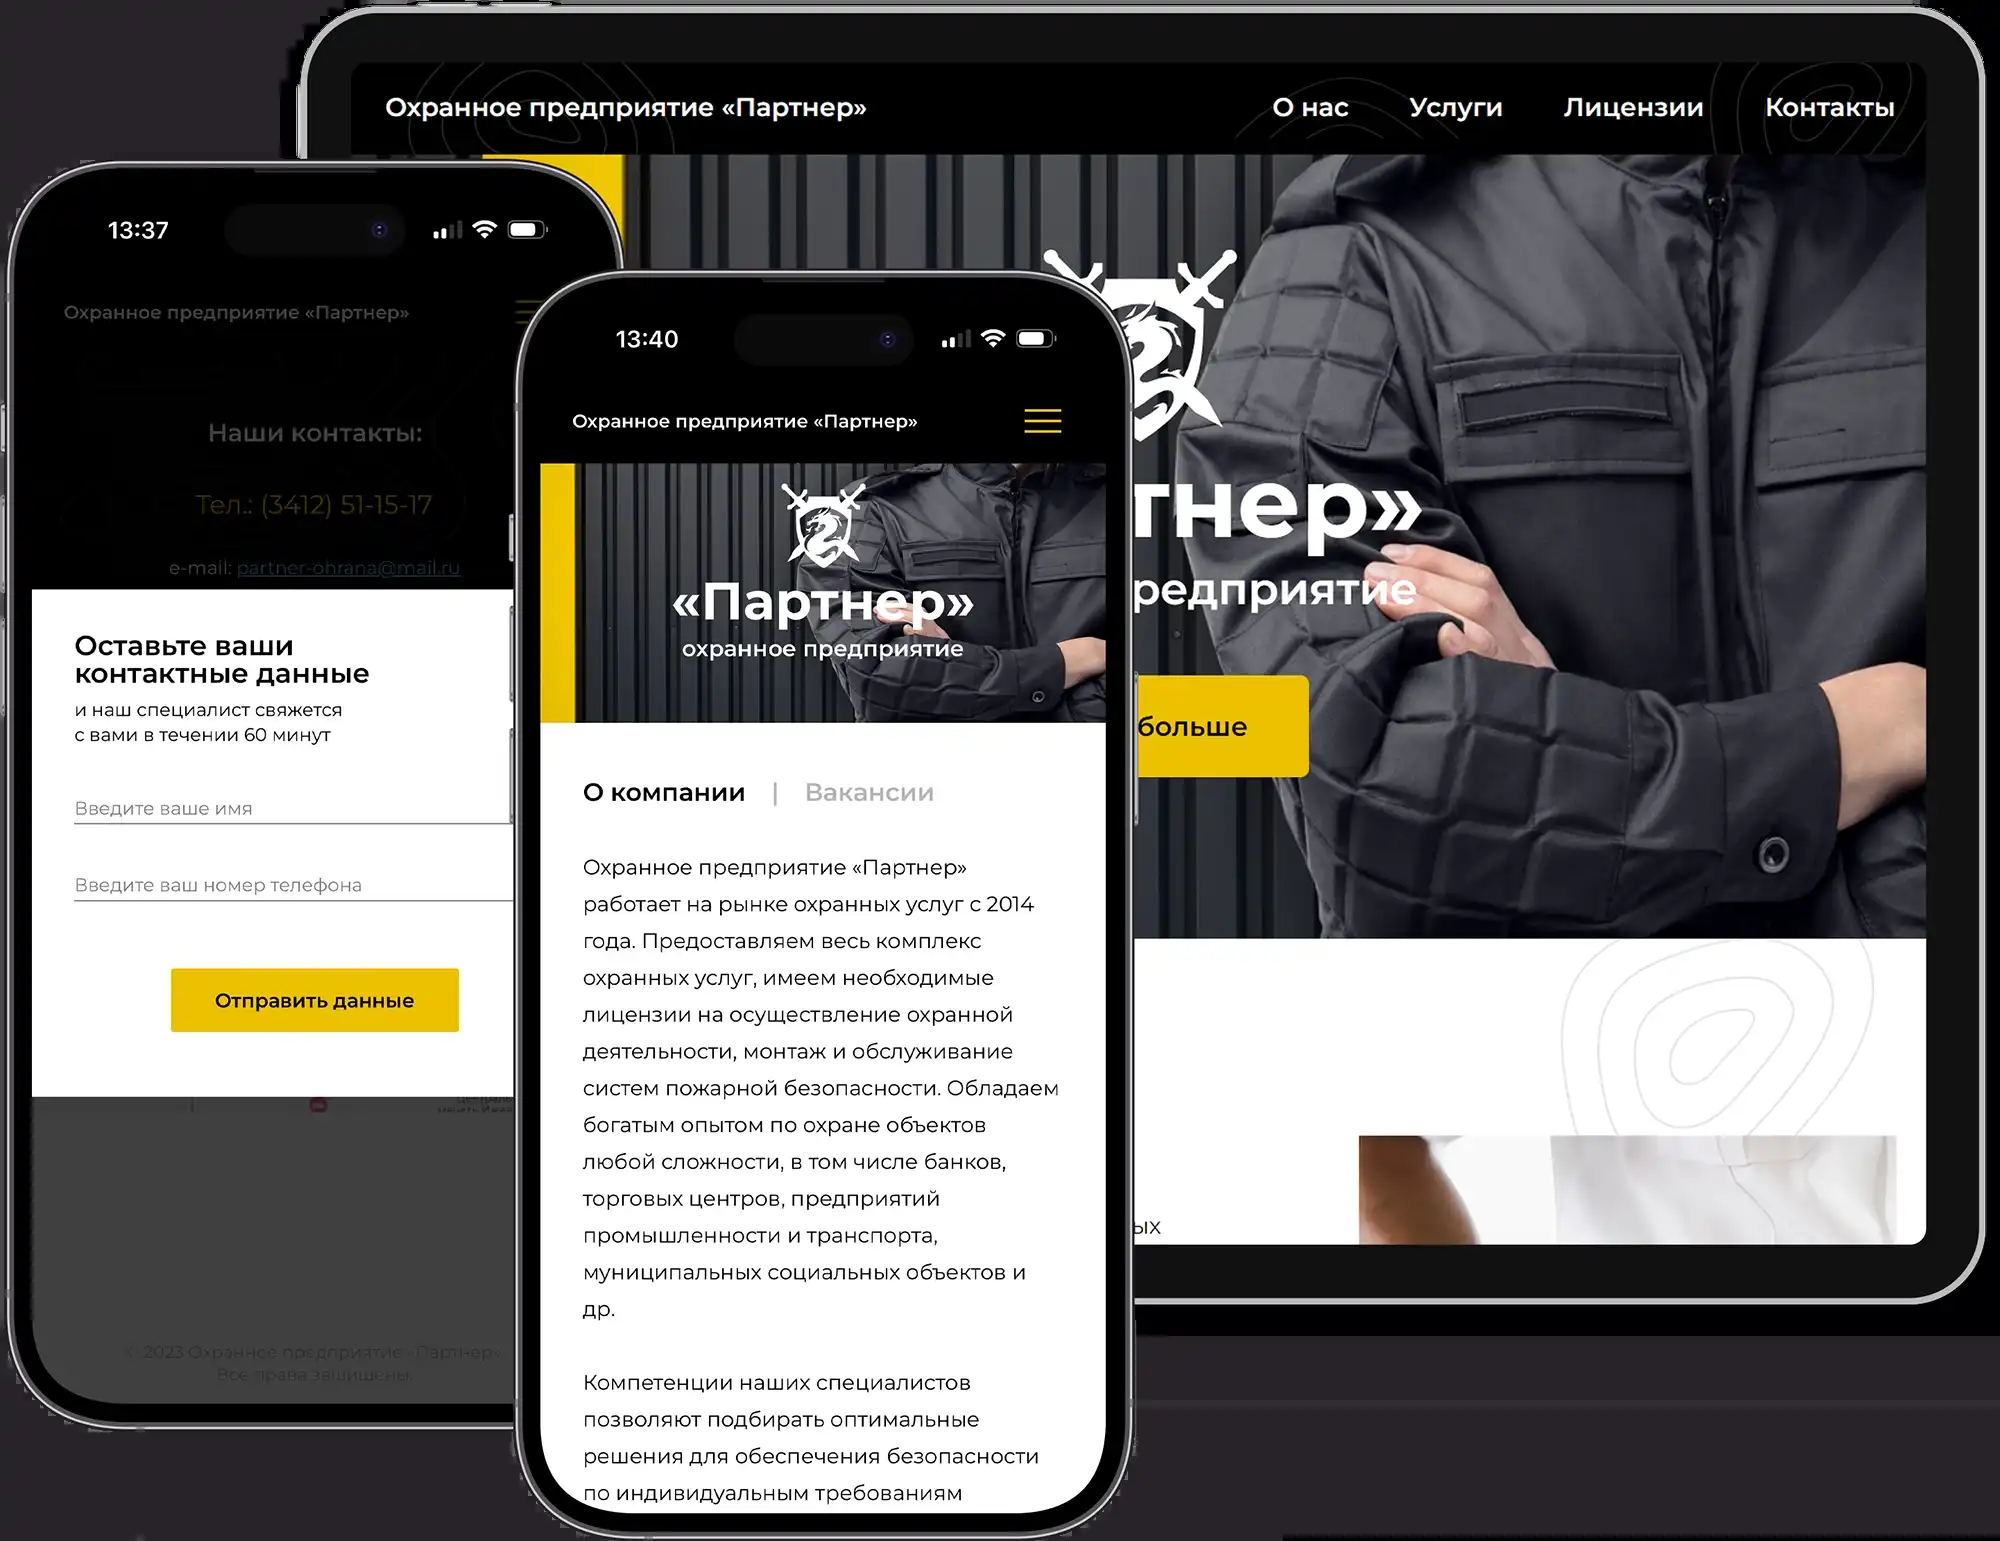 Охранное предприятие «Партнер»
О нас
Услуги
Лицензии
Контакты
тнер»
редприятие
больше
ых
13:37
Охранное предприятие «Партнер»
Наши контакты:
Тел.: (3412) 51-15-17
e-mail: partner-ohrana@mail.ru
Оставьте ваши
контактные данные
и наш специалист свяжется
с вами в течении 60 минут
Введите ваше имя
Введите ваш номер телефона
Отправить данные
© 2023 Охранное предприятие «Партнер».
Все права защищены.
13:40
Охранное предприятие «Партнер»
«Партнер»
охранное предприятие
О компании | Вакансии
Охранное предприятие «Партнер»
работает на рынке охранных услуг с 2014
года. Предоставляем весь комплекс
охранных услуг, имеем необходимые
лицензии на осуществление охранной
деятельности, монтаж и обслуживание
систем пожарной безопасности. Обладаем
богатым опытом по охране объектов
любой сложности, в том числе банков,
торговых центров, предприятий
промышленности и транспорта,
муниципальных социальных объектов и
др.
Компетенции наших специалистов
позволяют подбирать оптимальные
решения для обеспечения безопасности
по индивидуальным требованиям